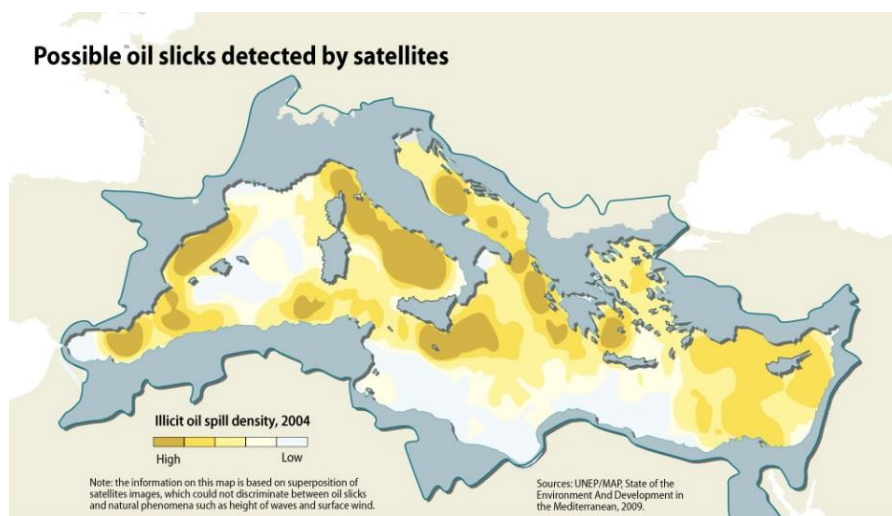 Possible oil slicks detected by satellites
Illicit oil spill density, 2004
High Low
Note: the information on this map is based on superposition of
satellites images, which could not discriminate between oil slicks
and natural phenomena such as height of waves and surface wind.
Sources: UNEP/MAP, State of the
Environment And Development in
the Mediterranean, 2009.